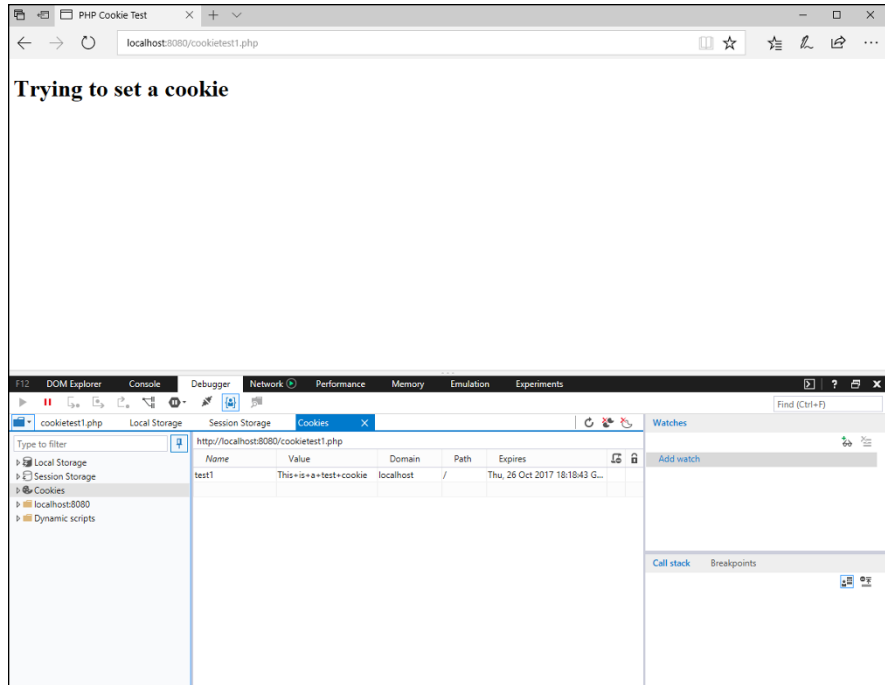 PHP Cookie Test
localhost:8080/cookietest1.php
Trying to set a cookie
F12 DOM Explorer Console Debugger Network Performance Memory Emulation Experiments ?
Find (Ctrl+F)
cookietest1.php Local Storage Session Storage Cookies Watches
Type to filter http://localhost:8080/cookietest1.php
Name Value Domain Path Expires Add watch
Local Storage
test1 This+is+a+test+cookie localhost / Thu, 26 Oct 2017 18:18:43 G...
Session Storage
Cookies
localhost:8080
Dynamic scripts
Call stack Breakpoints